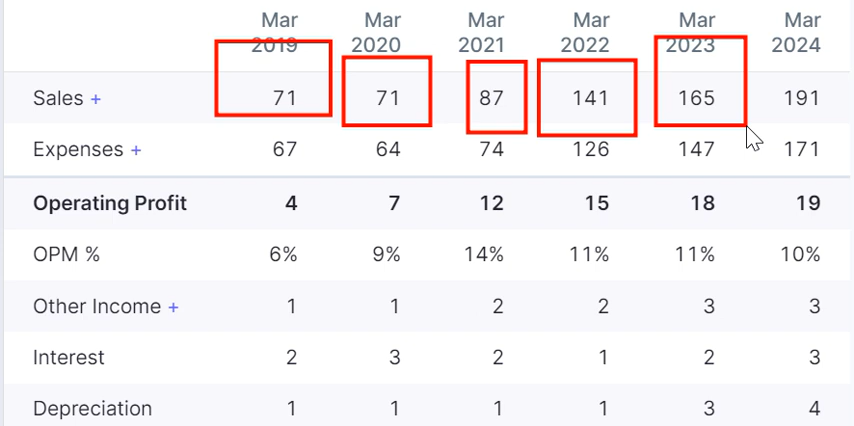 Mar Mar Mar Mar Mar Mar
2019 2020 2021 2022 2023 2024
Sales + 71 71 87 141 165 191
Expenses + 67 64 74 126 147 171
Operating Profit 4 7 12 15 18 19
OPM % 6% 9% 14% 11% 11% 10%
Other Income + 1 1 2 2 3 3
Interest 2 3 2 1 2 3
Depreciation 1 1 1 1 3 4